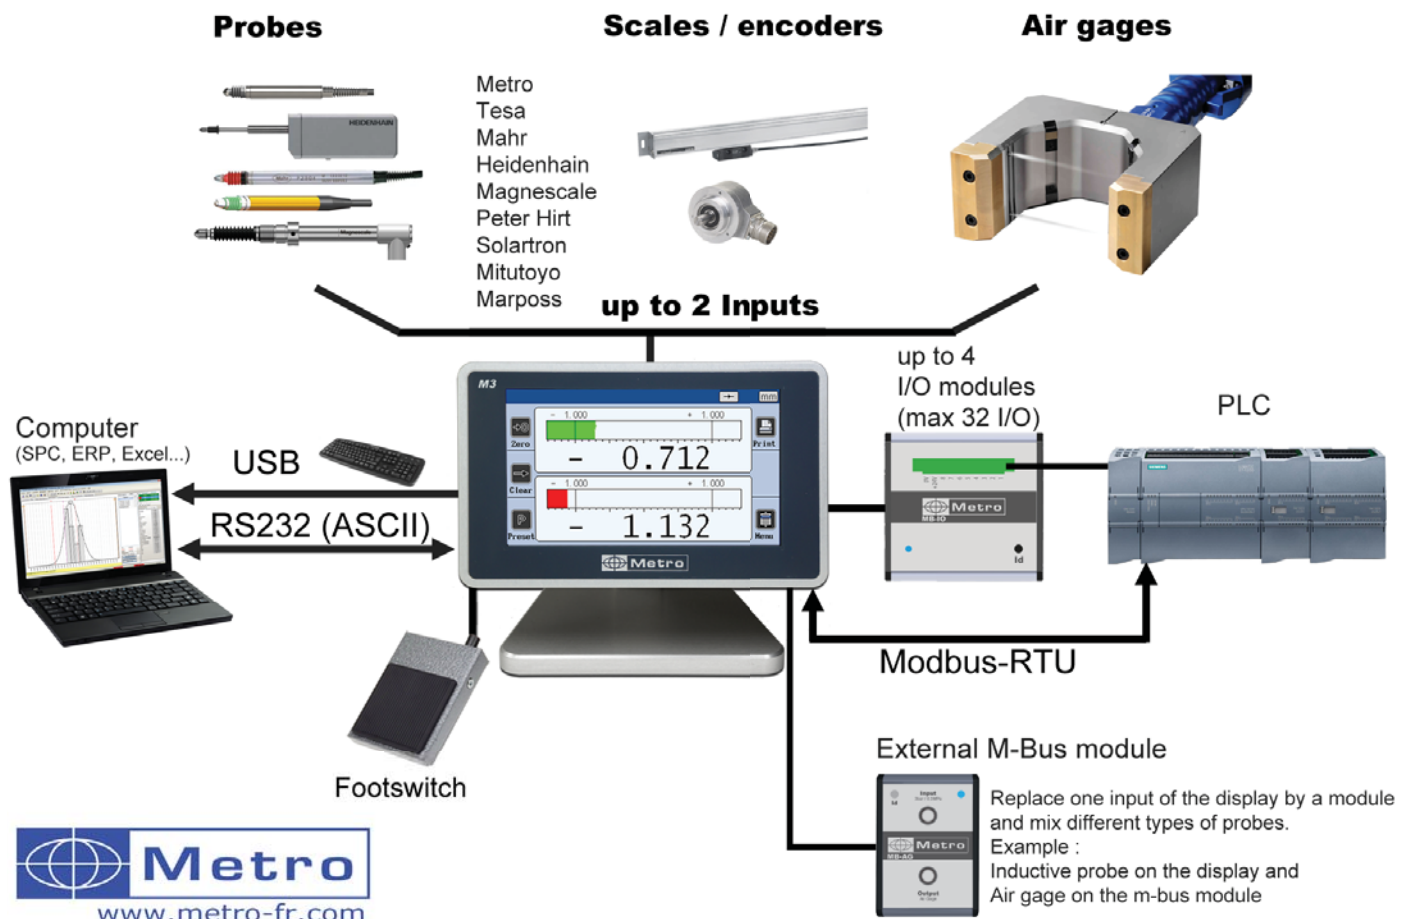 Probes
Scales / encoders
Air gages
Metro
Tesa
Mahr
Heidenhain
Magnescale
Peter Hirt
Solartron
Mitutoyo
Marposs
HEIDENHAIN
Magnescale
up to 2 Inputs
up to 4
I/O modules
(max 32 I/O)
PLC
Computer
(SPC, ERP, Excel...)
USB
RS232 (ASCII)
M3
mm
- 1.000 + 1.000
Zero
Print
- 0.712
Clear
- 1.000 + 1.000
- 1.132
Preset
Menu
Metro
Metro
MB-IO
Id
SIEMENS
Modbus-RTU
Footswitch
External M-Bus module
Input
Id
Metro
MB-AG
Output
Replace one input of the display by a module
and mix different types of probes.
Example :
Inductive probe on the display and
Air gage on the m-bus module
Metro
www.metro-fr.com